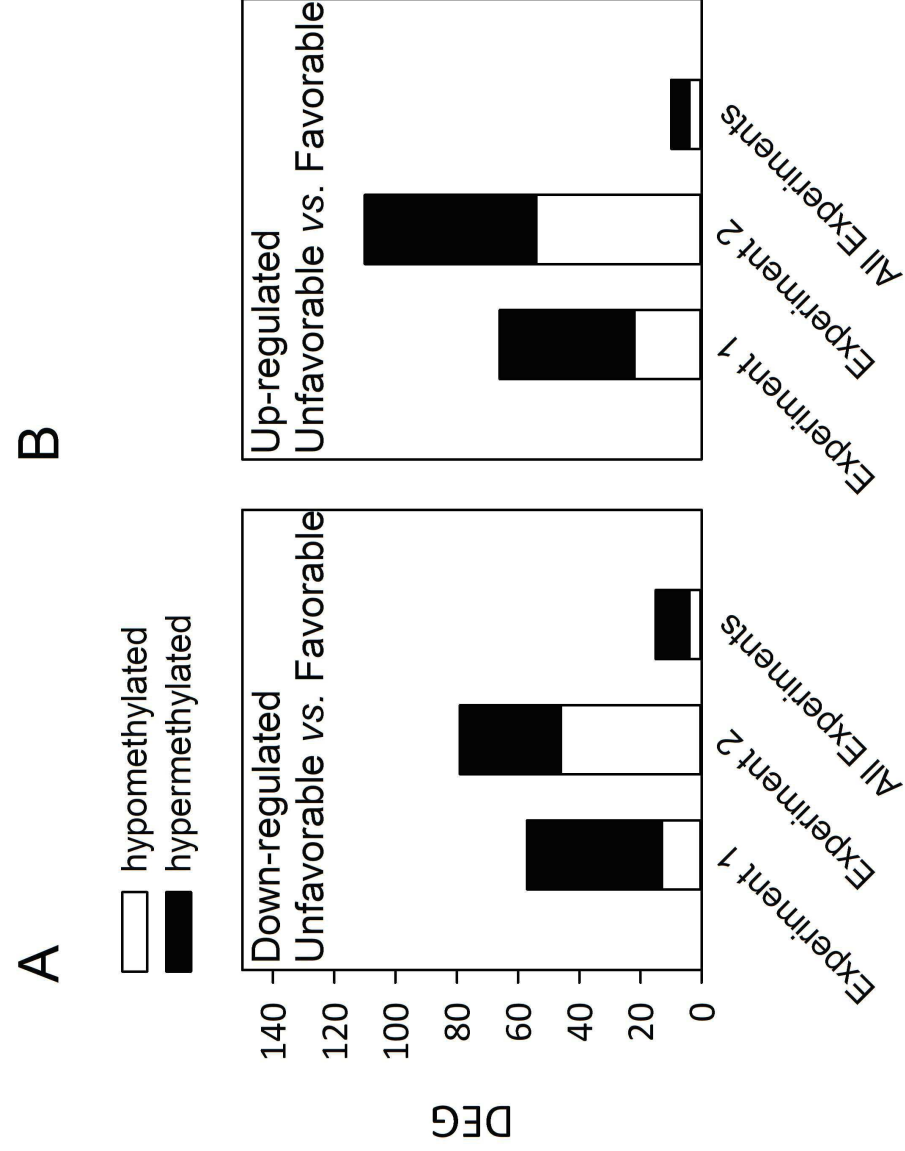 A
hypomethylated
hypermethylated
DEG
140
120
100
80
60
40
20
0
Down-regulated
Unfavorable vs. Favorable
Experiment 1
Experiment 2
All Experiments
B
Up-regulated
Unfavorable vs. Favorable
Experiment 1
Experiment 2
All Experiments